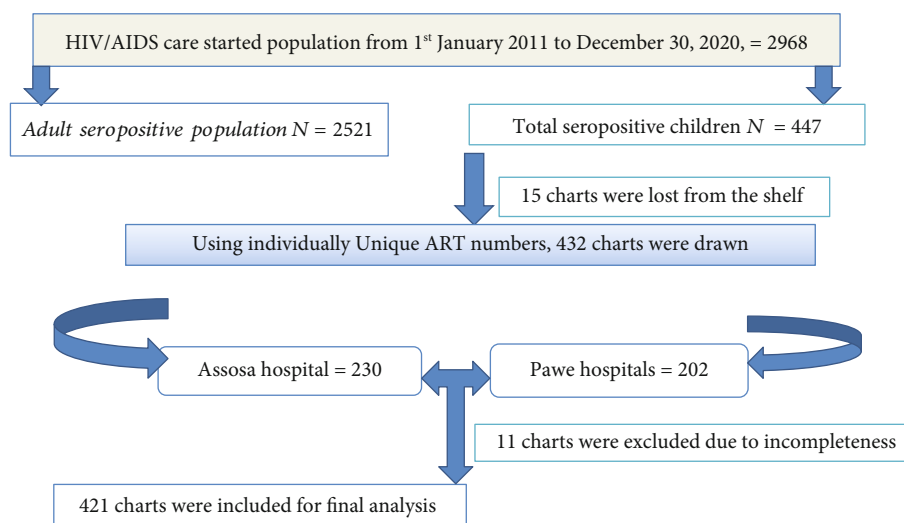 HIV/AIDS care started population from 1st January 2011 to December 30, 2020, = 2968
Adult seropositive population N = 2521
Total seropositive children N = 447
15 charts were lost from the shelf
Using individually Unique ART numbers, 432 charts were drawn
Assosa hospital = 230
Pawe hospitals = 202
11 charts were excluded due to incompleteness
421 charts were included for final analysis